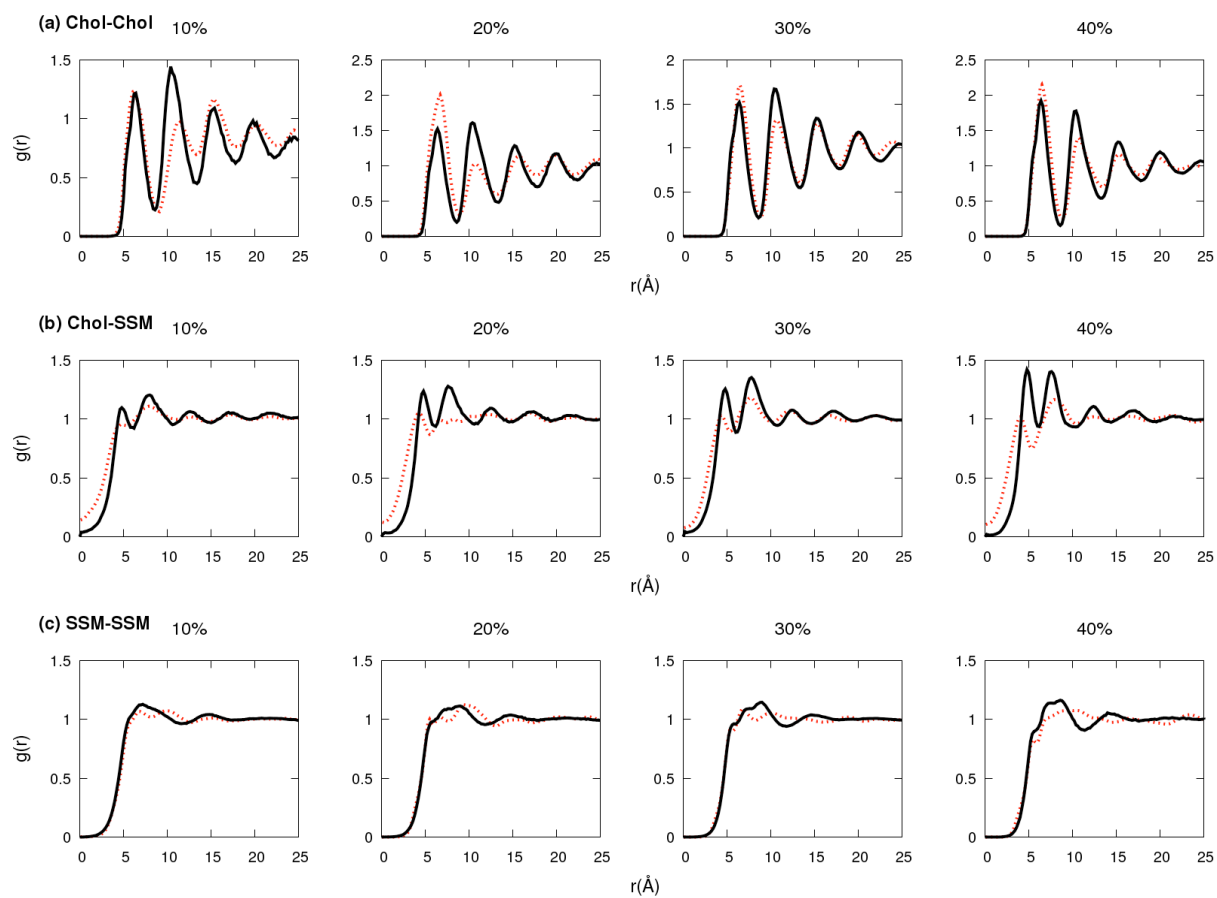 (a) Chol-Chol
10% 20% 30% 40%
1.5 2.5 2 2.5
2
1.5
1 1.5 1.5
1 1
0.5 0.5 0.5 0.5
0 0 0 0
g(r)
0 5 10 15 20 25 0 5 10 15 20 25 0 5 10 15 20 25 0 5 10 15 20 25
r(Å)
(b) Chol-SSM
10% 20% 30% 40%
1.5 1.5 1.5 1.5
1 1 1 1
g(r)
0.5 0.5 0.5 0.5
0 0 0 0
0 5 10 15 20 25 0 5 10 15 20 25 0 5 10 15 20 25 0 5 10 15 20 25
r(Å)
(c) SSM-SSM
10% 20% 30% 40%
1.5 1.5 1.5 1.5
1 1 1 1
g(r)
0.5 0.5 0.5 0.5
0 0 0 0
0 5 10 15 20 25 0 5 10 15 20 25 0 5 10 15 20 25 0 5 10 15 20 25
r(Å)